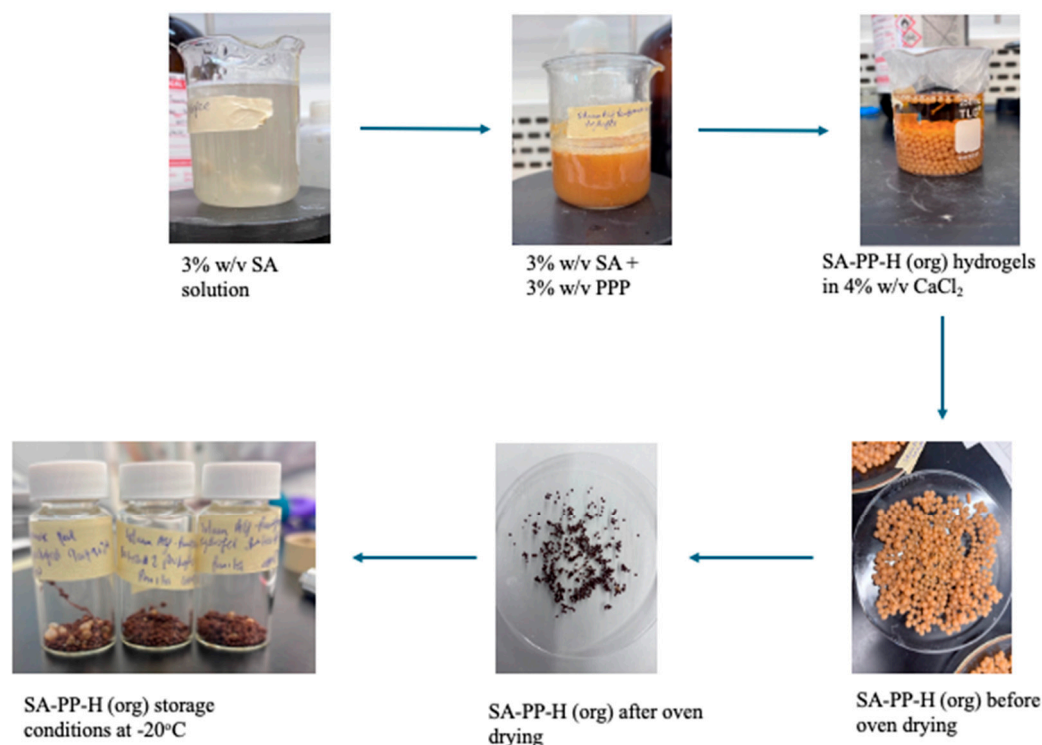 3% w/v SA
solution
3% w/v SA +
3% w/v PPP
SA-PP-H (org) hydrogels
in 4% w/v CaCl₂
SA-PP-H (org) storage
conditions at -20°C
SA-PP-H (org) after oven
drying
SA-PP-H (org) before
oven drying